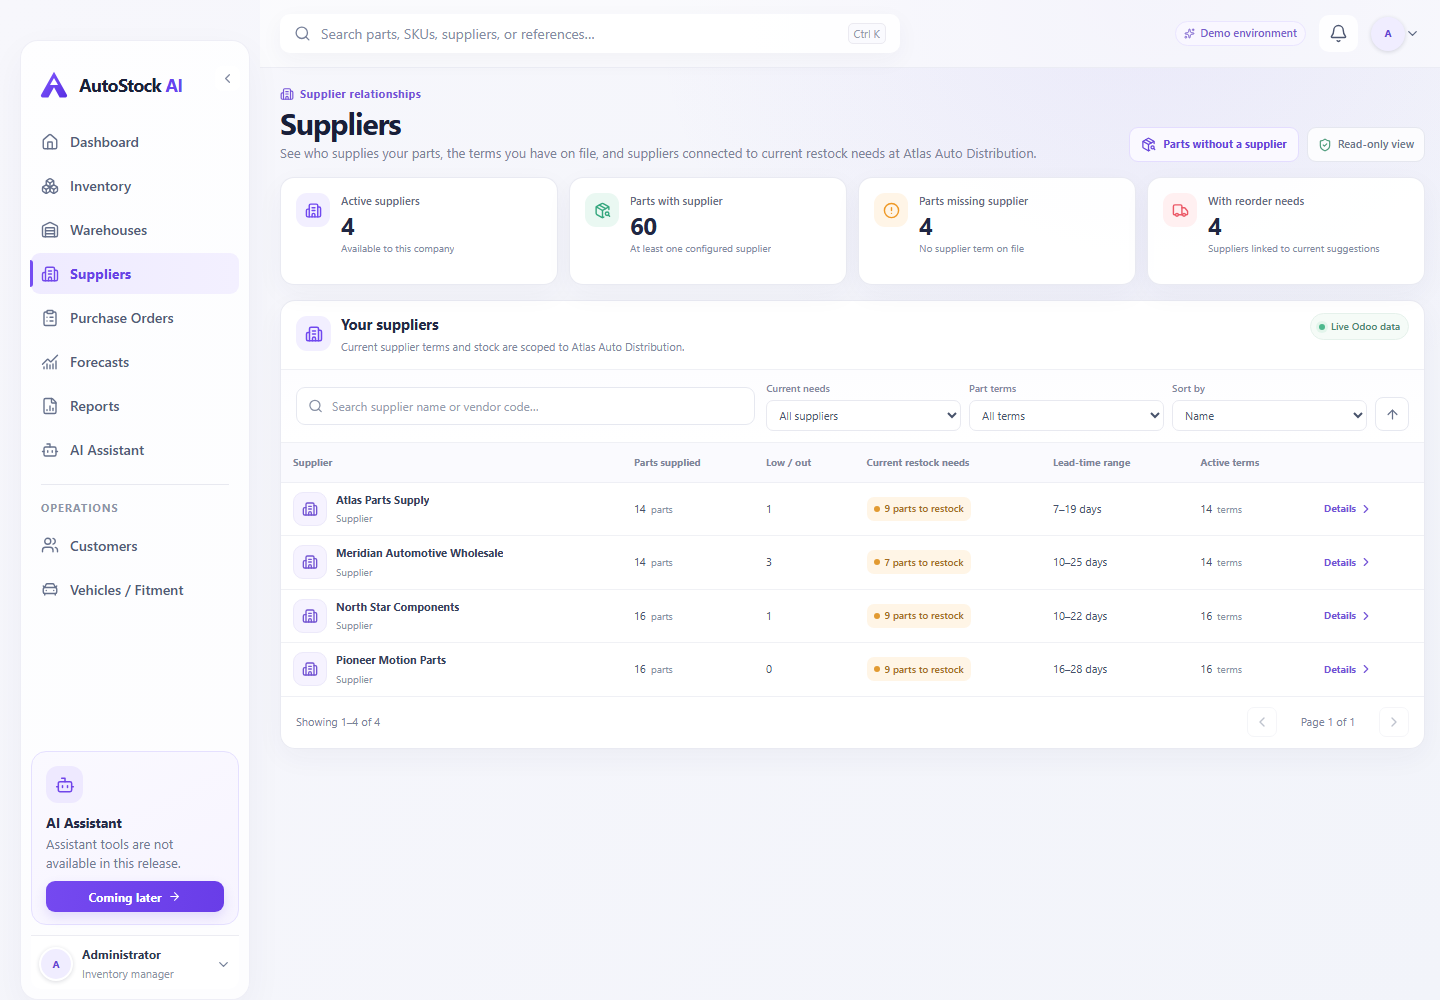 AutoStock AI
Dashboard
Inventory
Warehouses
Suppliers
Purchase Orders
Forecasts
Reports
AI Assistant
OPERATIONS
Customers
Vehicles / Fitment
AI Assistant
Assistant tools are not
available in this release.
Coming later
A
Administrator
Inventory manager
Search parts, SKUs, suppliers, or references...
Ctrl K
Demo environment
A
Supplier relationships
Suppliers
See who supplies your parts, the terms you have on file, and suppliers connected to current restock needs at Atlas Auto Distribution.
Parts without a supplier
Read-only view
Active suppliers
4
Available to this company
Parts with supplier
60
At least one configured supplier
Parts missing supplier
4
No supplier term on file
With reorder needs
4
Suppliers linked to current suggestions
Your suppliers
Current supplier terms and stock are scoped to Atlas Auto Distribution.
Live Odoo data
Search supplier name or vendor code...
Current needs
All suppliers
Part terms
All terms
Sort by
Name
Supplier Parts supplied Low / out Current restock needs Lead-time range Active terms
Atlas Parts Supply
Supplier
14 parts 1 9 parts to restock 7–19 days 14 terms Details
Meridian Automotive Wholesale
Supplier
14 parts 3 7 parts to restock 10–25 days 14 terms Details
North Star Components
Supplier
16 parts 1 9 parts to restock 10–22 days 16 terms Details
Pioneer Motion Parts
Supplier
16 parts 0 9 parts to restock 16–28 days 16 terms Details
Showing 1–4 of 4
Page 1 of 1